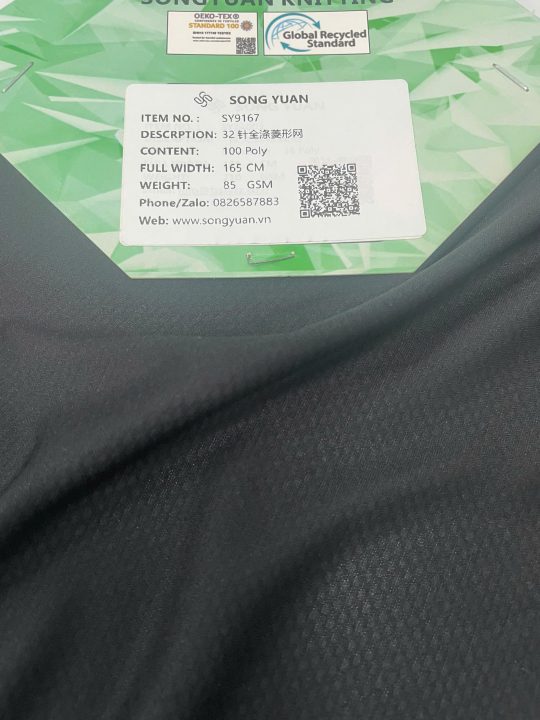 SONGYUAN KNITTING
OEKO-TEX®
STANDARD 100
Global Recycled
Standard
SONG YUAN
ITEM NO. : SY9167
DESCRPTION: 32 针全涤菱形网
CONTENT: 100 Poly
FULL WIDTH: 165 CM
WEIGHT: 85 GSM
Phone/Zalo: 0826587883
Web: www.songyuan.vn